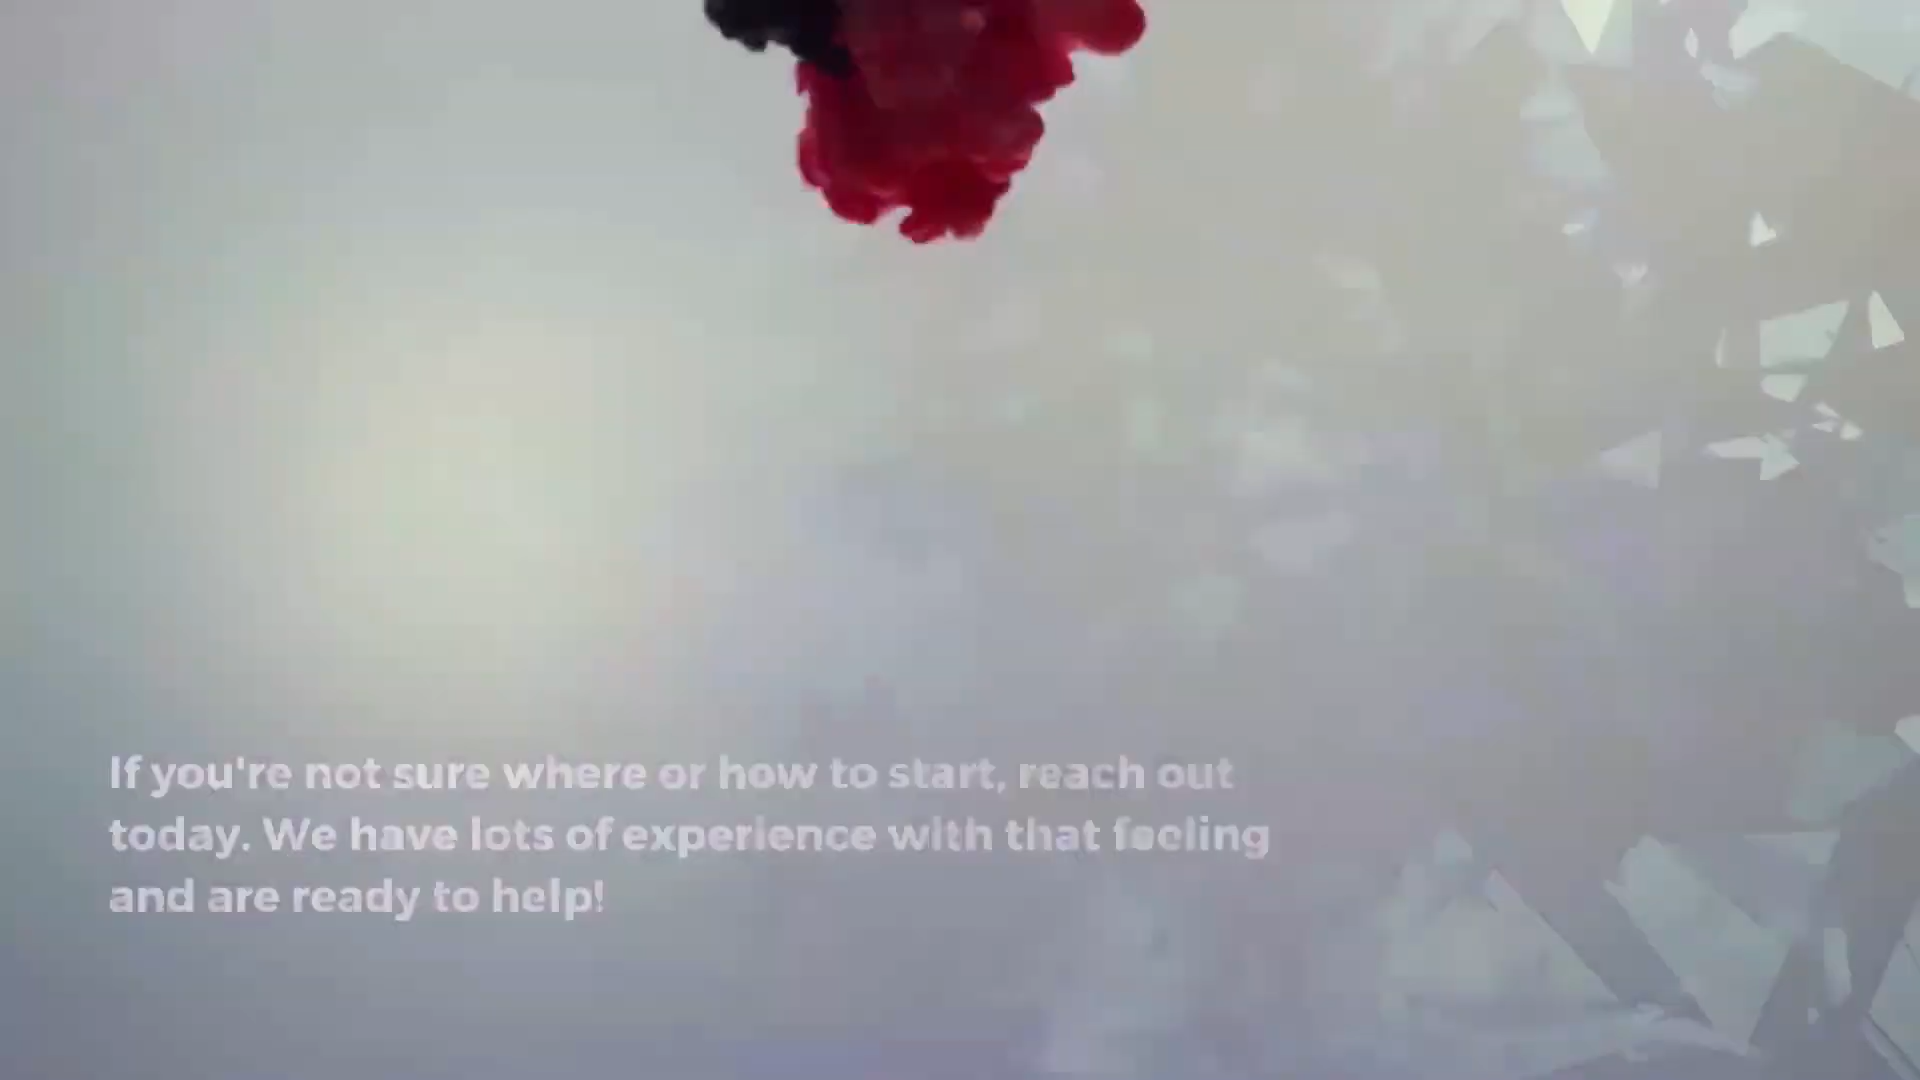 If you're not sure where or how to start, reach out
today. We have lots of experience with that feeling
and are ready to help!